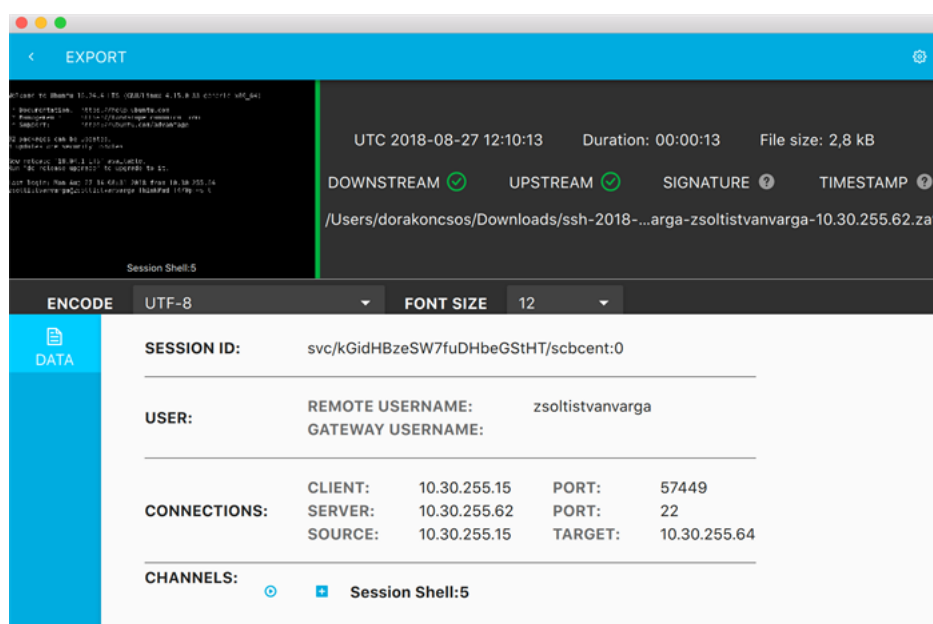 EXPORT
* Documentation:
* Management:
* Support:
Session Shell:5
UTC 2018-08-27 12:10:13 Duration: 00:00:13 File size: 2,8 kB
DOWNSTREAM UPSTREAM SIGNATURE TIMESTAMP
/Users/dorakoncsos/Downloads/ssh-2018-...arga-zsoltistvanvarga-10.30.255.62.za
ENCODE UTF-8 FONT SIZE 12
DATA
SESSION ID: svc/kGidHBzeSW7fuDHbeGStHT/scbcent:0
USER: REMOTE USERNAME: zsoltistvanvarga
GATEWAY USERNAME:
CONNECTIONS: CLIENT: 10.30.255.15 PORT: 57449
SERVER: 10.30.255.62 PORT: 22
SOURCE: 10.30.255.15 TARGET: 10.30.255.64
CHANNELS: Session Shell:5